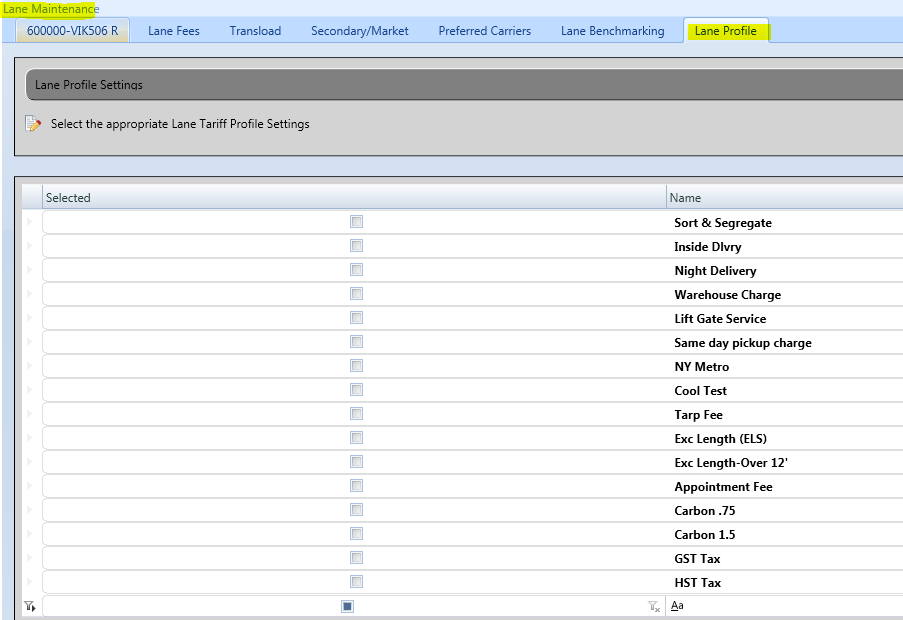 Lane Maintenance
600000-VIK506 R Lane Fees Transload Secondary/Market Preferred Carriers Lane Benchmarking Lane Profile
Lane Profile Settings
Select the appropriate Lane Tariff Profile Settings
Selected Name
Sort & Segregate
Inside Dlvry
Night Delivery
Warehouse Charge
Lift Gate Service
Same day pickup charge
NY Metro
Cool Test
Tarp Fee
Exc Length (ELS)
Exc Length-Over 12'
Appointment Fee
Carbon .75
Carbon 1.5
GST Tax
HST Tax
Aa